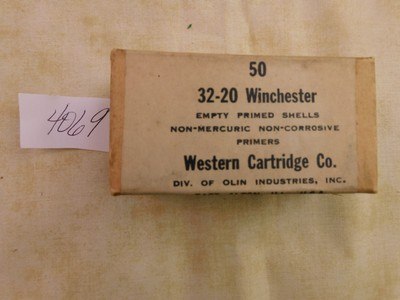 4069
50
32-20 Winchester
EMPTY PRIMED SHELLS
NON-MERCURIC NON-CORROSIVE
PRIMERS
Western Cartridge Co.
DIV. OF OLIN INDUSTRIES, INC.